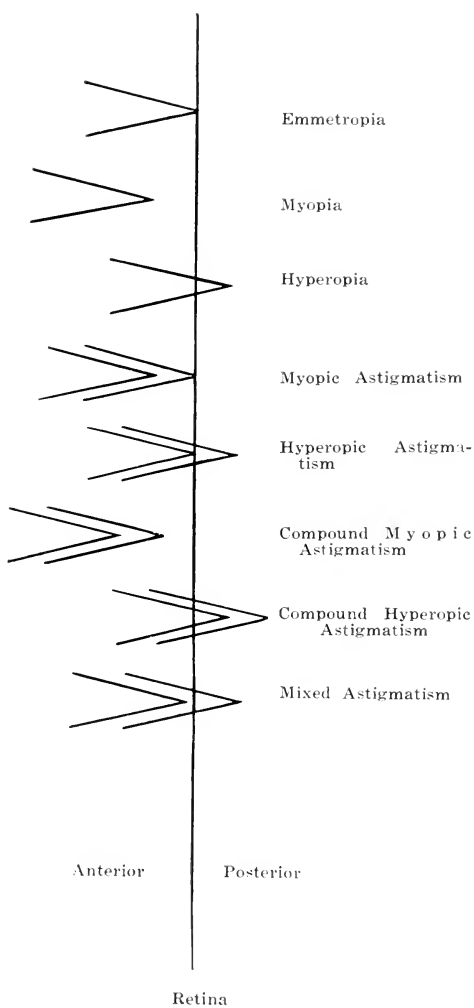 Emmetropia
Myopia
Hyperopia
Myopic Astigmatism
Hyperopic Astigma-
tism
Compound Myopic
Astigmatism
Compound Hyperopic
Astigmatism
Mixed Astigmatism
Anterior Posterior
Retina